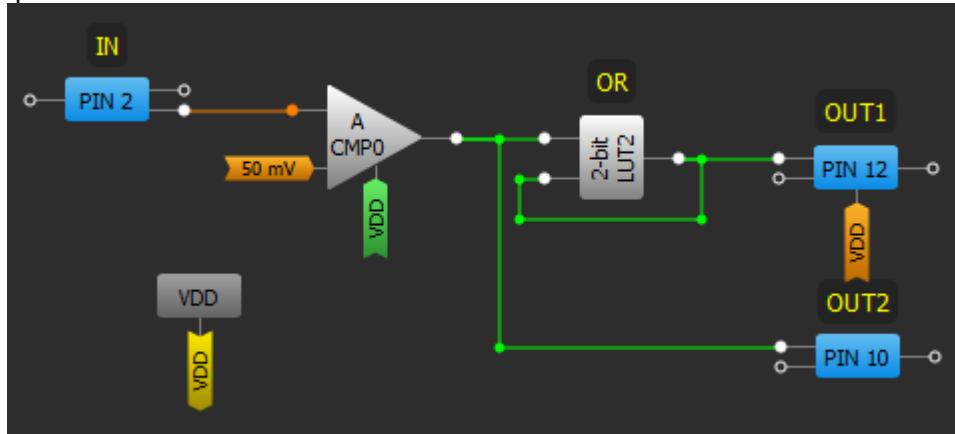 IN
PIN 2
A
CMP0
50 mV
VDD
OR
2-bit
LUT2
OUT1
PIN 12
VDD
OUT2
PIN 10
VDD
VDD